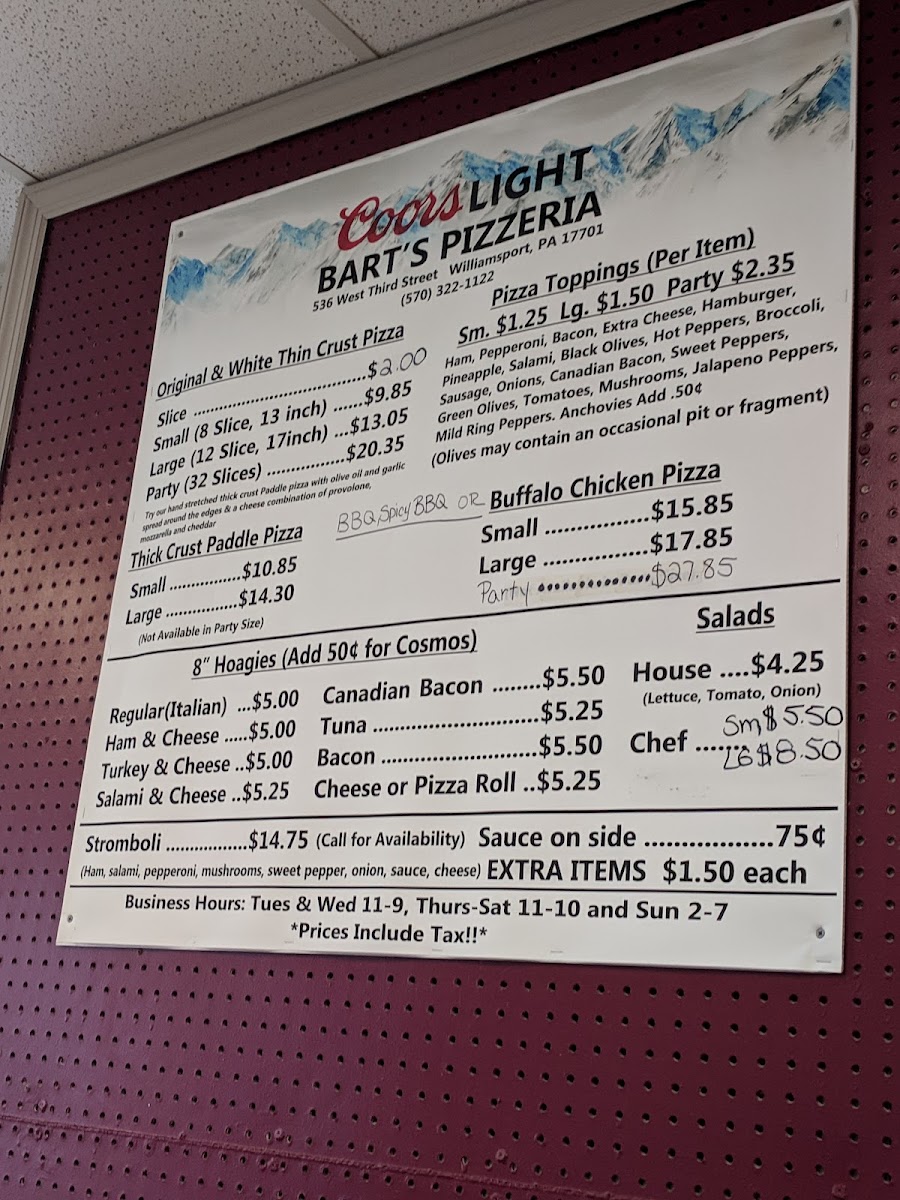 Coors LIGHT
BART'S PIZZERIA
536 West Third Street Williamsport, PA 17701
(570) 322-1122
Original & White Thin Crust Pizza
Slice ..................................$2.00
Small (8 Slice, 13 inch) ......$9.85
Large (12 Slice, 17inch) ...$13.05
Party (32 Slices) ................$20.35
Try our hand stretched thick crust Paddle pizza with olive oil and garlic
spread around the edges & a cheese combination of provolone,
mozzarella and cheddar
Thick Crust Paddle Pizza
Small ...............$10.85
Large ...............$14.30
(Not Available in Party Size)
Pizza Toppings (Per Item)
Sm. $1.25 Lg. $1.50 Party $2.35
Ham, Pepperoni, Bacon, Extra Cheese, Hamburger,
Pineapple, Salami, Black Olives, Hot Peppers, Broccoli,
Sausage, Onions, Canadian Bacon, Sweet Peppers,
Green Olives, Tomatoes, Mushrooms, Jalapeno Peppers,
Mild Ring Peppers. Anchovies Add .50¢
(Olives may contain an occasional pit or fragment)
BBQ, Spicy BBQ OR Buffalo Chicken Pizza
Small ................$15.85
Large ................$17.85
Party .............$27.85
8" Hoagies (Add 50¢ for Cosmos)
Regular(Italian) ...$5.00
Ham & Cheese .....$5.00
Turkey & Cheese ..$5.00
Salami & Cheese ..$5.25
Canadian Bacon ........$5.50
Tuna ...........................$5.25
Bacon .........................$5.50
Cheese or Pizza Roll ..$5.25
Salads
House ....$4.25
(Lettuce, Tomato, Onion)
Chef ....... Sm $5.50
LG $8.50
Stromboli .................$14.75 (Call for Availability) Sauce on side ..................75¢
(Ham, salami, pepperoni, mushrooms, sweet pepper, onion, sauce, cheese) EXTRA ITEMS $1.50 each
Business Hours: Tues & Wed 11-9, Thurs-Sat 11-10 and Sun 2-7
*Prices Include Tax!!*